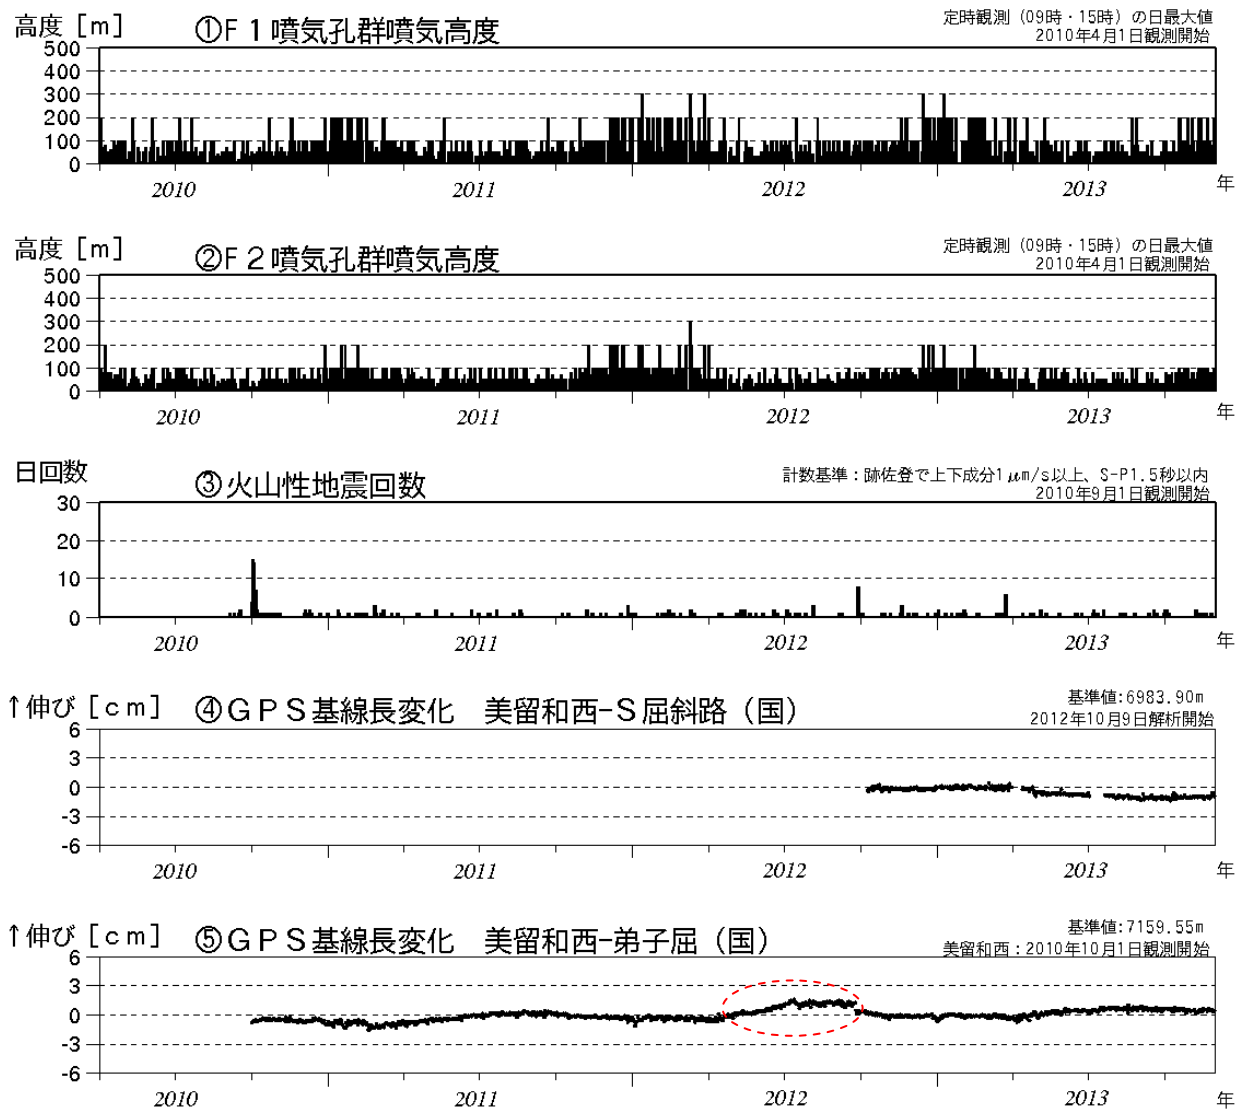 高度［m］ ①F１噴気孔群噴気高度 定時観測（09時・15時）の日最大値
2010年4月1日観測開始
500
400
300
200
100
0
2010 2011 2012 2013 年
高度［m］ ②F２噴気孔群噴気高度 定時観測（09時・15時）の日最大値
2010年4月1日観測開始
500
400
300
200
100
0
2010 2011 2012 2013 年
日回数 ③火山性地震回数 計数基準：跡佐登で上下成分1μm/s以上、S-P1.5秒以内
2010年9月1日観測開始
30
20
10
0
2010 2011 2012 2013 年
↑伸び［cm］ ④ＧＰＳ基線長変化　美留和西-Ｓ屈斜路（国） 基準値:6983.90m
2012年10月9日解析開始
6
3
0
-3
-6
2010 2011 2012 2013 年
↑伸び［cm］ ⑤ＧＰＳ基線長変化　美留和西-弟子屈（国） 基準値:7159.55m
美留和西：2010年10月1日観測開始
6
3
0
-3
-6
2010 2011 2012 2013 年